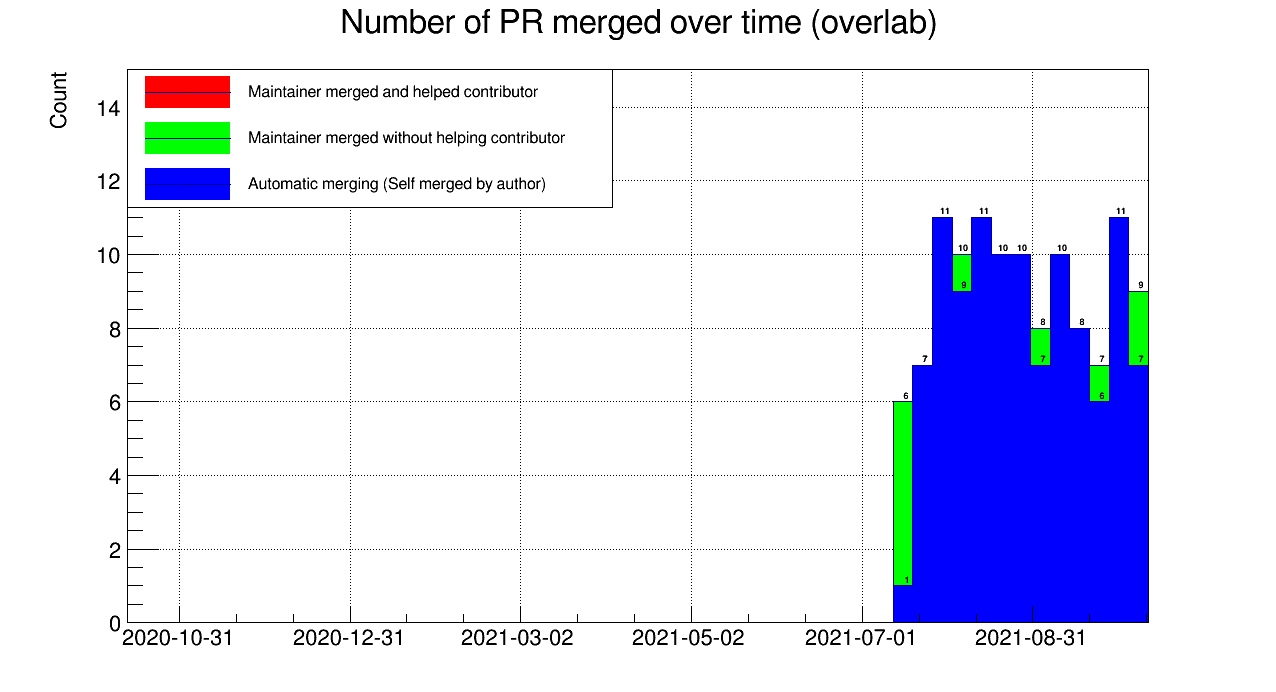 Number of PR merged over time (overlab)
Count
Maintainer merged and helped contributor
Maintainer merged without helping contributor
Automatic merging (Self merged by author)
14
12
10
8
6
4
2
0
11 11 11
10 10 10 10
9 9
8 8
7 7 7 7
6 6
1
2020-10-31 2020-12-31 2021-03-02 2021-05-02 2021-07-01 2021-08-31